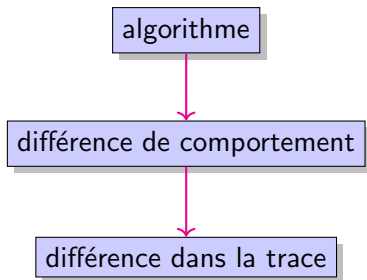 algorithme
différence de comportement
différence dans la trace